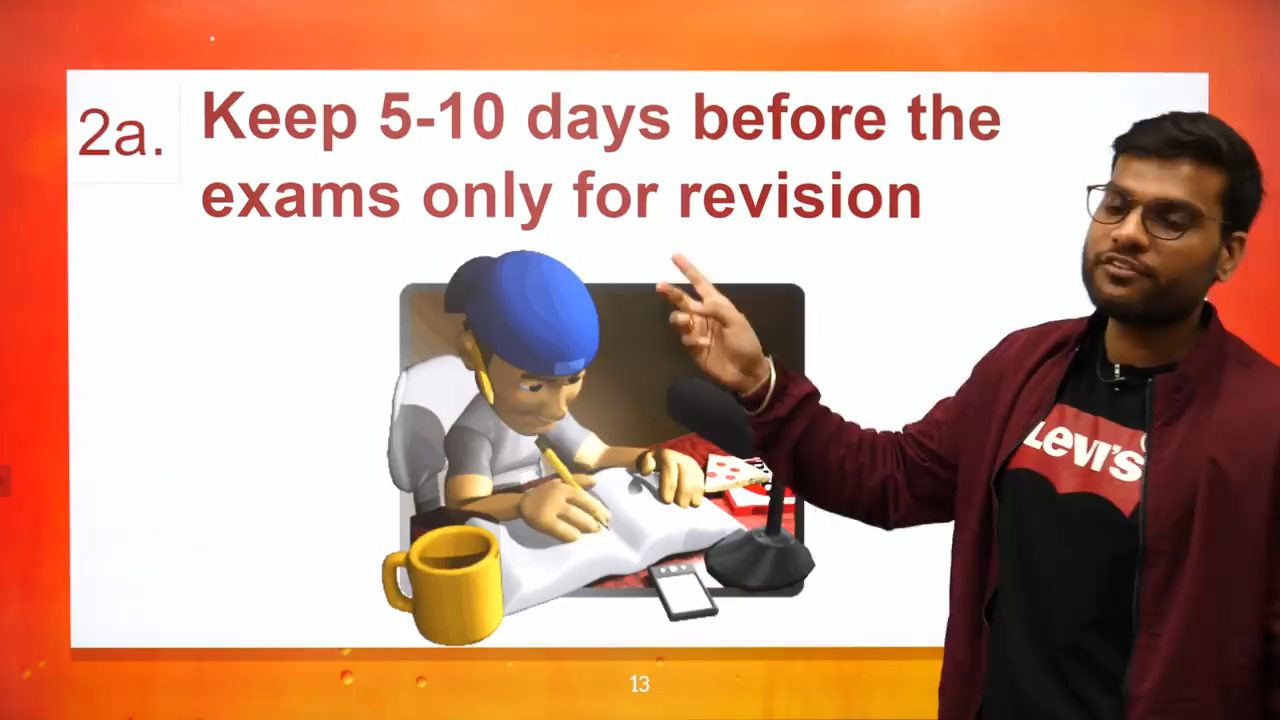 2a.
Keep 5-10 days before the
exams only for revision
Levi's
13